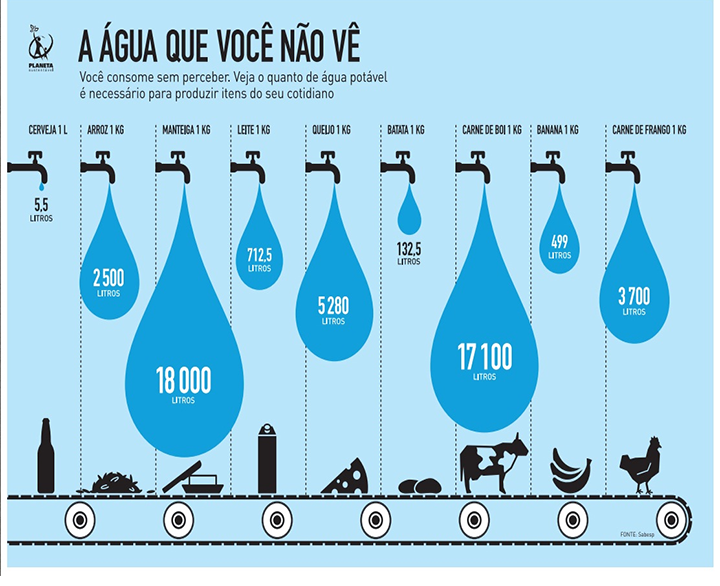 PLANETA
SUSTENTÁVEL
A ÁGUA QUE VOCÊ NÃO VÊ
Você consome sem perceber. Veja o quanto de água potável
é necessário para produzir itens do seu cotidiano
CERVEJA 1 L
ARROZ 1 KG
MANTEIGA 1 KG
LEITE 1 KG
QUEIJO 1 KG
BATATA 1 KG
CARNE DE BOI 1 KG
BANANA 1 KG
CARNE DE FRANGO 1 KG
5,5
LITROS
2 500
LITROS
18 000
LITROS
712,5
LITROS
5 280
LITROS
132,5
LITROS
17 100
LITROS
499
LITROS
3 700
LITROS
FONTE: Sabesp